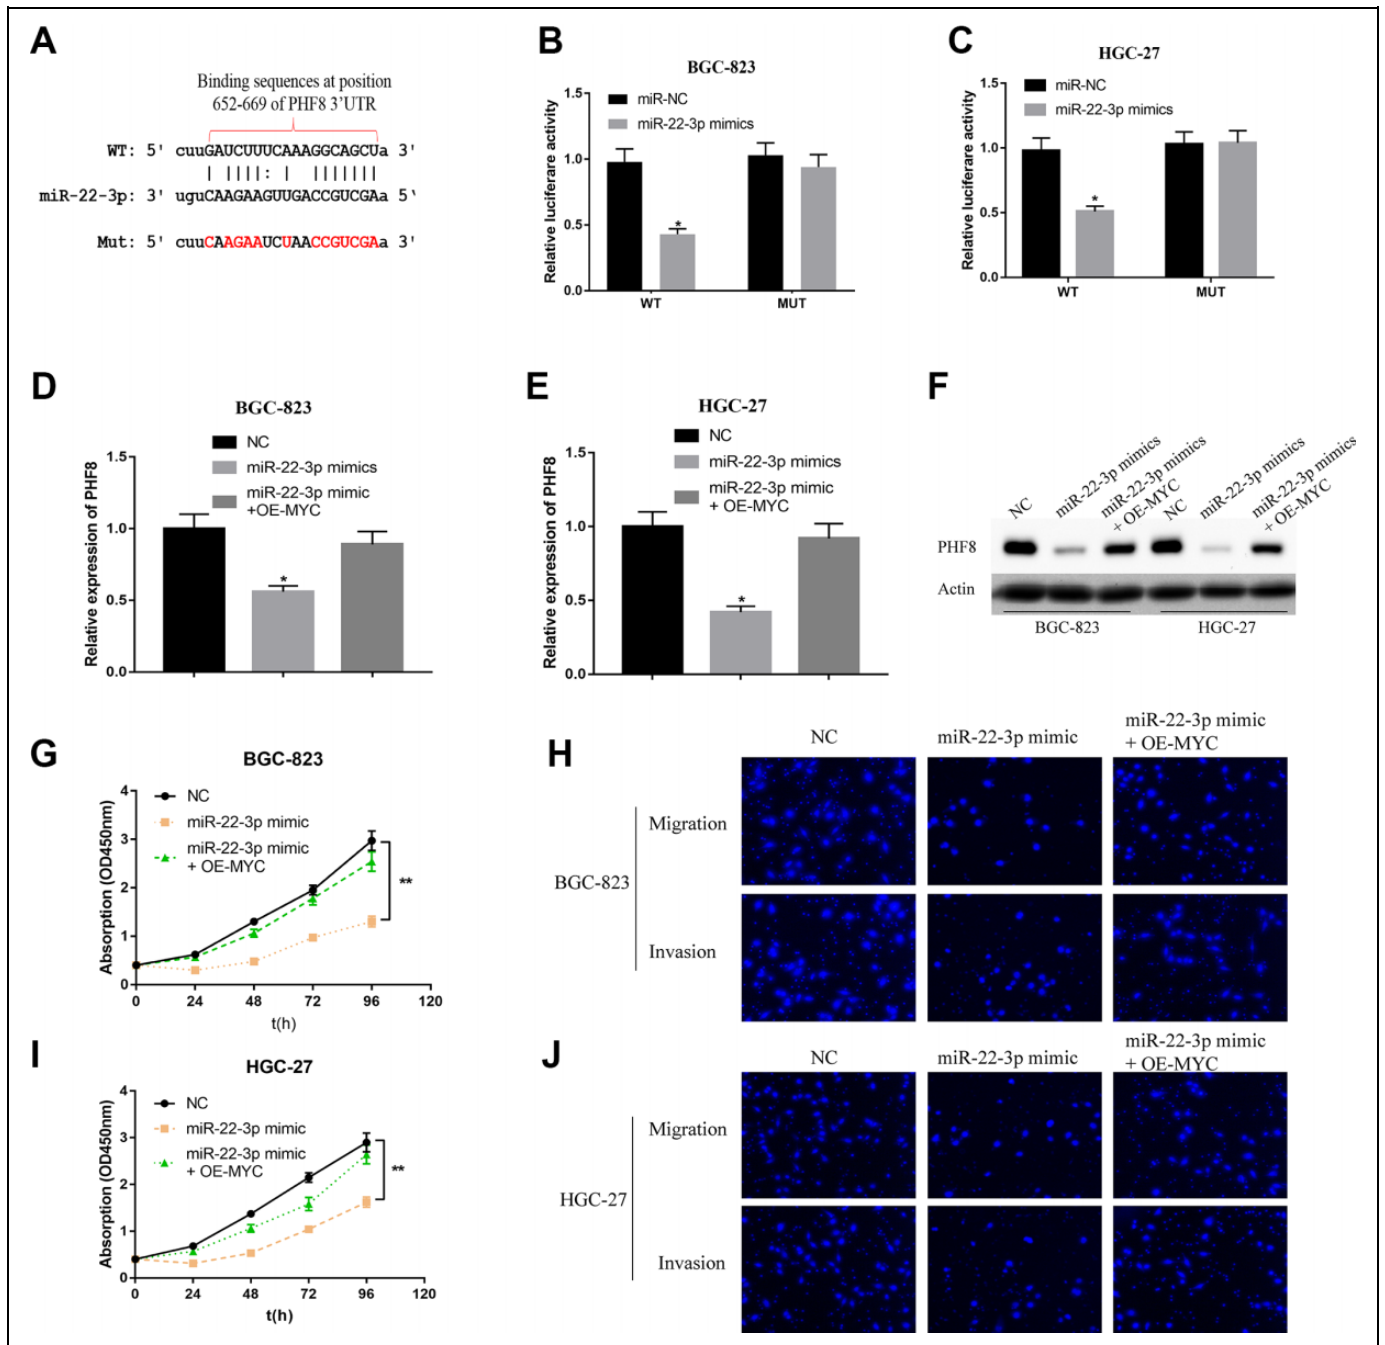 A
Binding sequences at position
652-669 of PHF8 3'UTR
WT: 5' cuuGAUCUUUCAAAGGCAGCUa 3'
miR-22-3p: 3' uguCAAGAAGUUGACCGUCGAa 5'
Mut: 5' cuuCAAGAAUCUAACCGUCGAa 3'
B
BGC-823
miR-NC
miR-22-3p mimics
Relative luciferare activity
1.5
1.0
0.5
0.0
*
WT
MUT
C
HGC-27
miR-NC
miR-22-3p mimics
Relative luciferare activity
1.5
1.0
0.5
0.0
*
WT
MUT
D
BGC-823
NC
miR-22-3p mimics
miR-22-3p mimic
+OE-MYC
Relative expression of PHF8
1.5
1.0
0.5
0.0
*
E
HGC-27
NC
miR-22-3p mimics
miR-22-3p mimic
+ OE-MYC
Relative expression of PHF8
1.5
1.0
0.5
0.0
*
F
NC
miR-22-3p mimics
miR-22-3p mimics
+ OE-MYC
NC
miR-22-3p mimics
miR-22-3p mimics
+ OE-MYC
PHF8
Actin
BGC-823
HGC-27
G
BGC-823
NC
miR-22-3p mimic
miR-22-3p mimic
+ OE-MYC
Absorption (OD450nm)
4
3
2
1
0
**
0 24 48 72 96 120
t(h)
H
NC
miR-22-3p mimic
miR-22-3p mimic
+ OE-MYC
BGC-823
Migration
Invasion
I
HGC-27
NC
miR-22-3p mimic
miR-22-3p mimic
+ OE-MYC
Absorption (OD450nm)
4
3
2
1
0
**
0 24 48 72 96 120
t(h)
J
NC
miR-22-3p mimic
miR-22-3p mimic
+ OE-MYC
HGC-27
Migration
Invasion